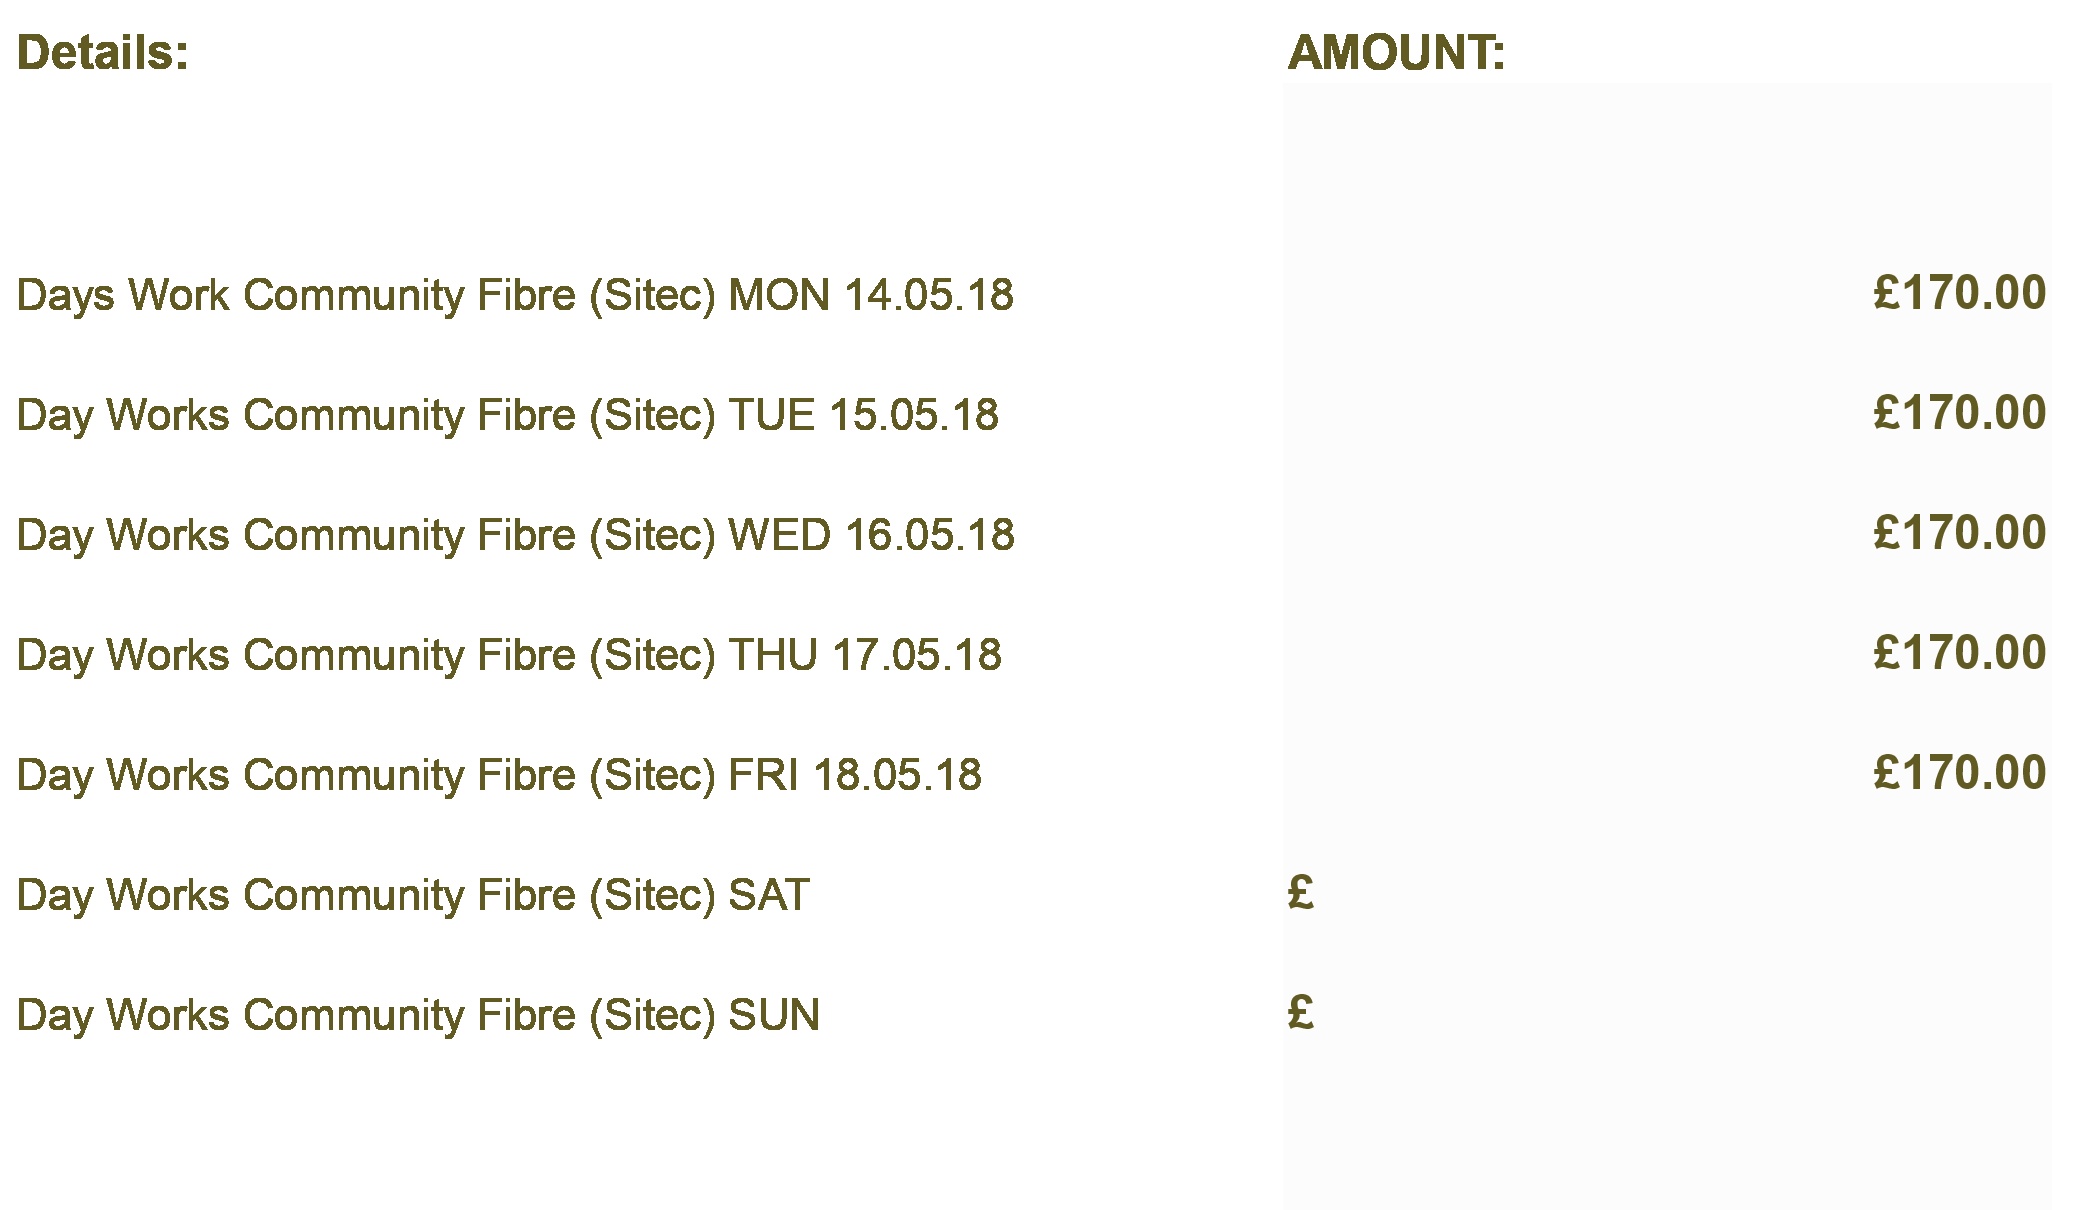 Details: AMOUNT:
Days Work Community Fibre (Sitec) MON 14.05.18 £170.00
Day Works Community Fibre (Sitec) TUE 15.05.18 £170.00
Day Works Community Fibre (Sitec) WED 16.05.18 £170.00
Day Works Community Fibre (Sitec) THU 17.05.18 £170.00
Day Works Community Fibre (Sitec) FRI 18.05.18 £170.00
Day Works Community Fibre (Sitec) SAT £
Day Works Community Fibre (Sitec) SUN £